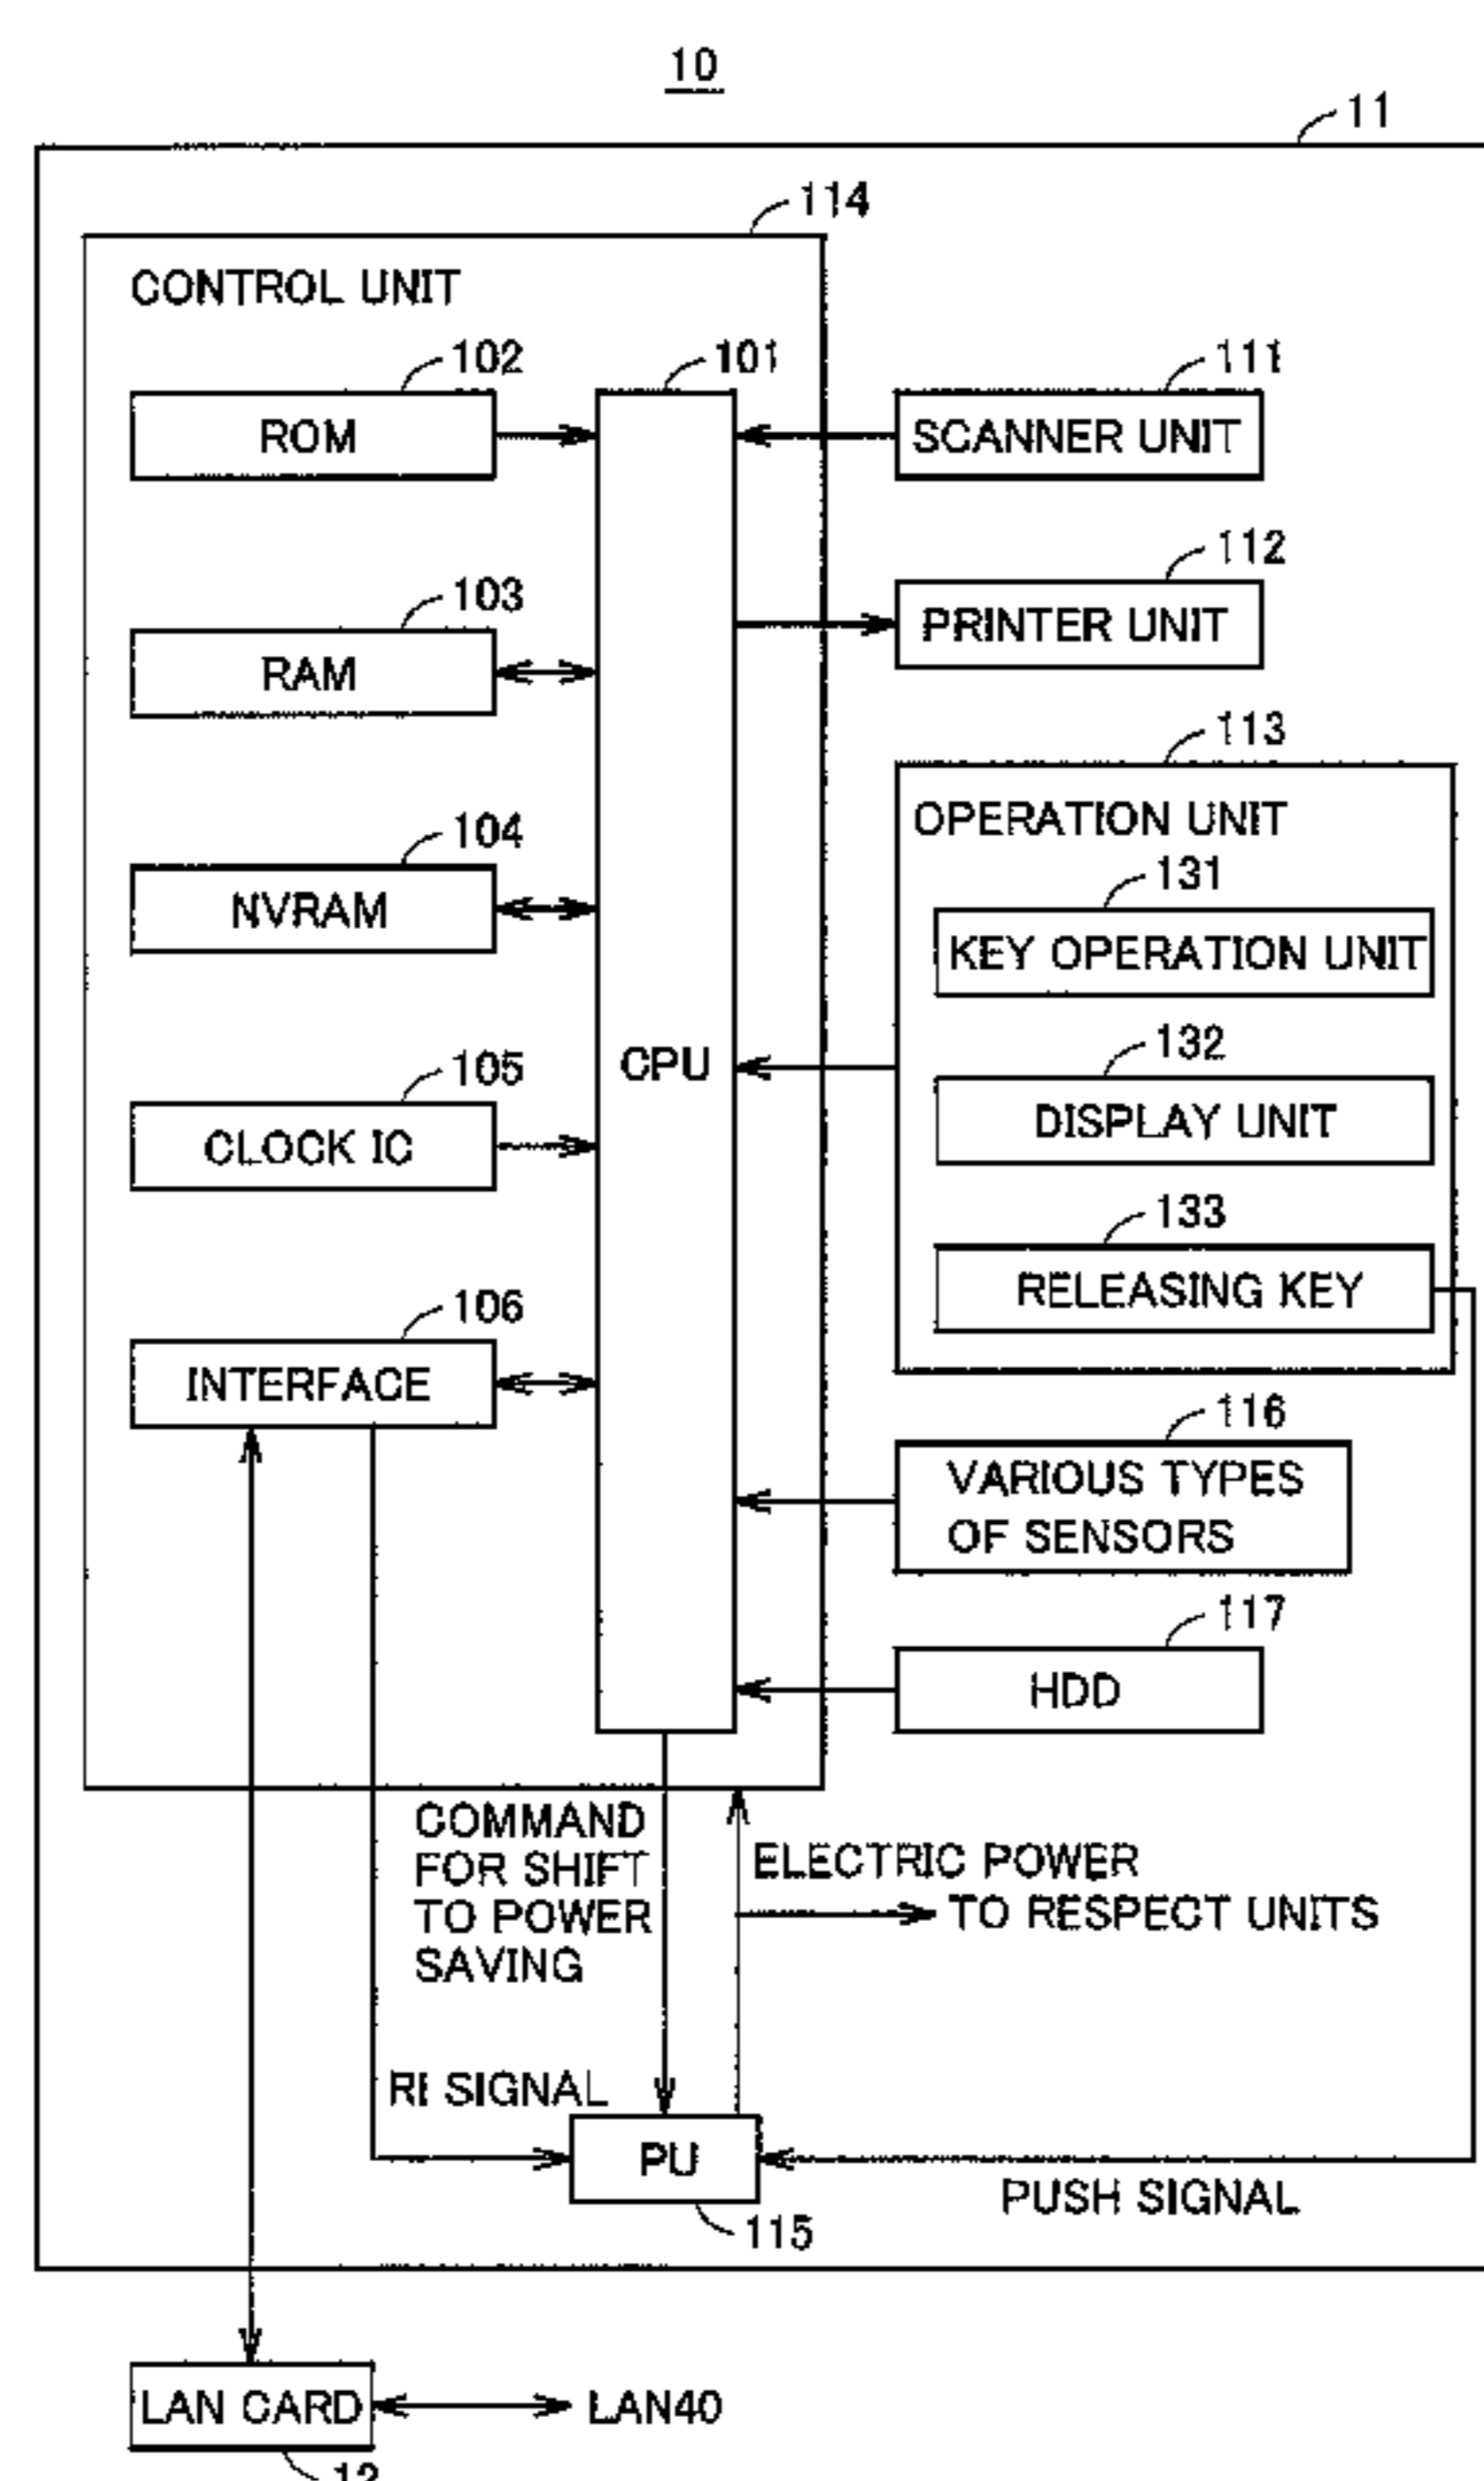 10
11
114
CONTROL UNIT
102
101
111
ROM
SCANNER UNIT
112
PRINTER UNIT
103
RAM
113
OPERATION UNIT
104
131
NVRAM
KEY OPERATION UNIT
CPU
132
105
DISPLAY UNIT
CLOCK IC
133
RELEASING KEY
106
INTERFACE
116
VARIOUS TYPES
OF SENSORS
117
HDD
COMMAND
FOR SHIFT
TO POWER
SAVING
ELECTRIC POWER
TO RESPECT UNITS
RI SIGNAL
PU
PUSH SIGNAL
115
LAN CARD
LAN40
12